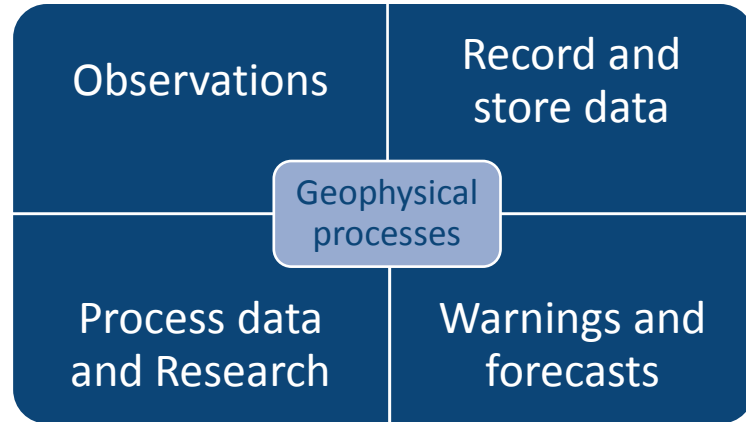 Observations
Record and
store data
Geophysical
processes
Process data
and Research
Warnings and
forecasts